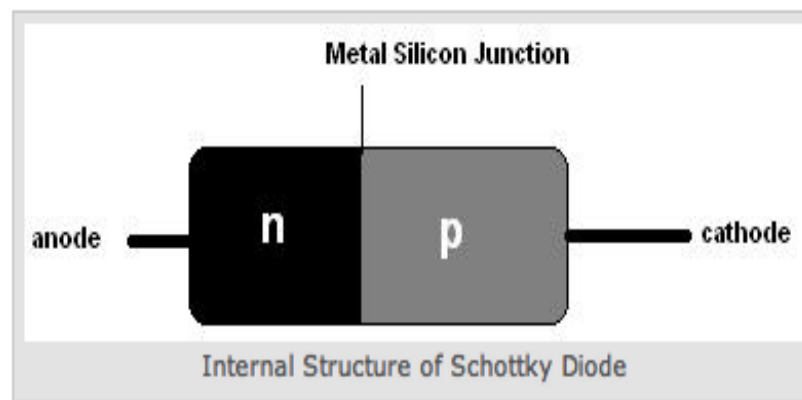 Metal Silicon Junction
anode n p cathode
Internal Structure of Schottky Diode